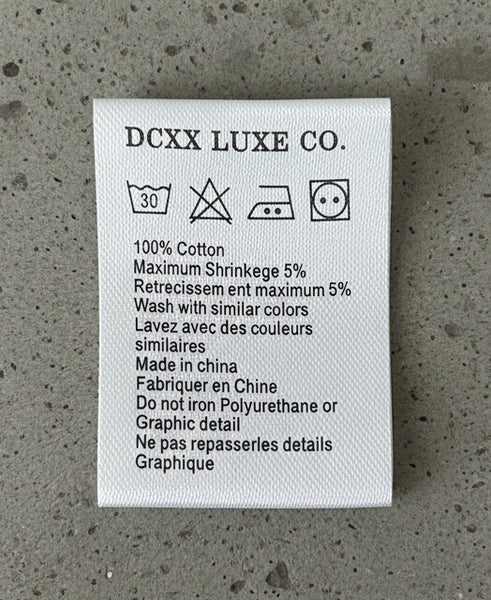 DCXX LUXE CO.
30
100% Cotton
Maximum Shrinkege 5%
Retrecissem ent maximum 5%
Wash with similar colors
Lavez avec des couleurs
similaires
Made in china
Fabriquer en Chine
Do not iron Polyurethane or
Graphic detail
Ne pas repasserles details
Graphique